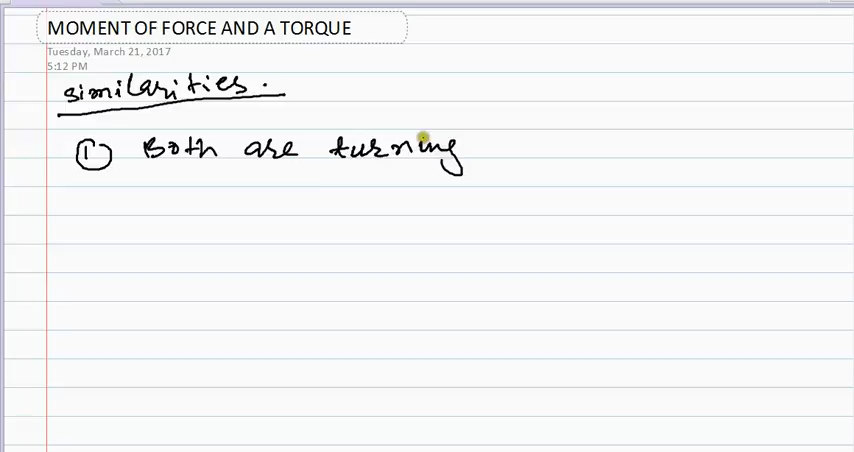 MOMENT OF FORCE AND A TORQUE
Tuesday, March 21, 2017
5:12 PM
similarities.
① Both are turning